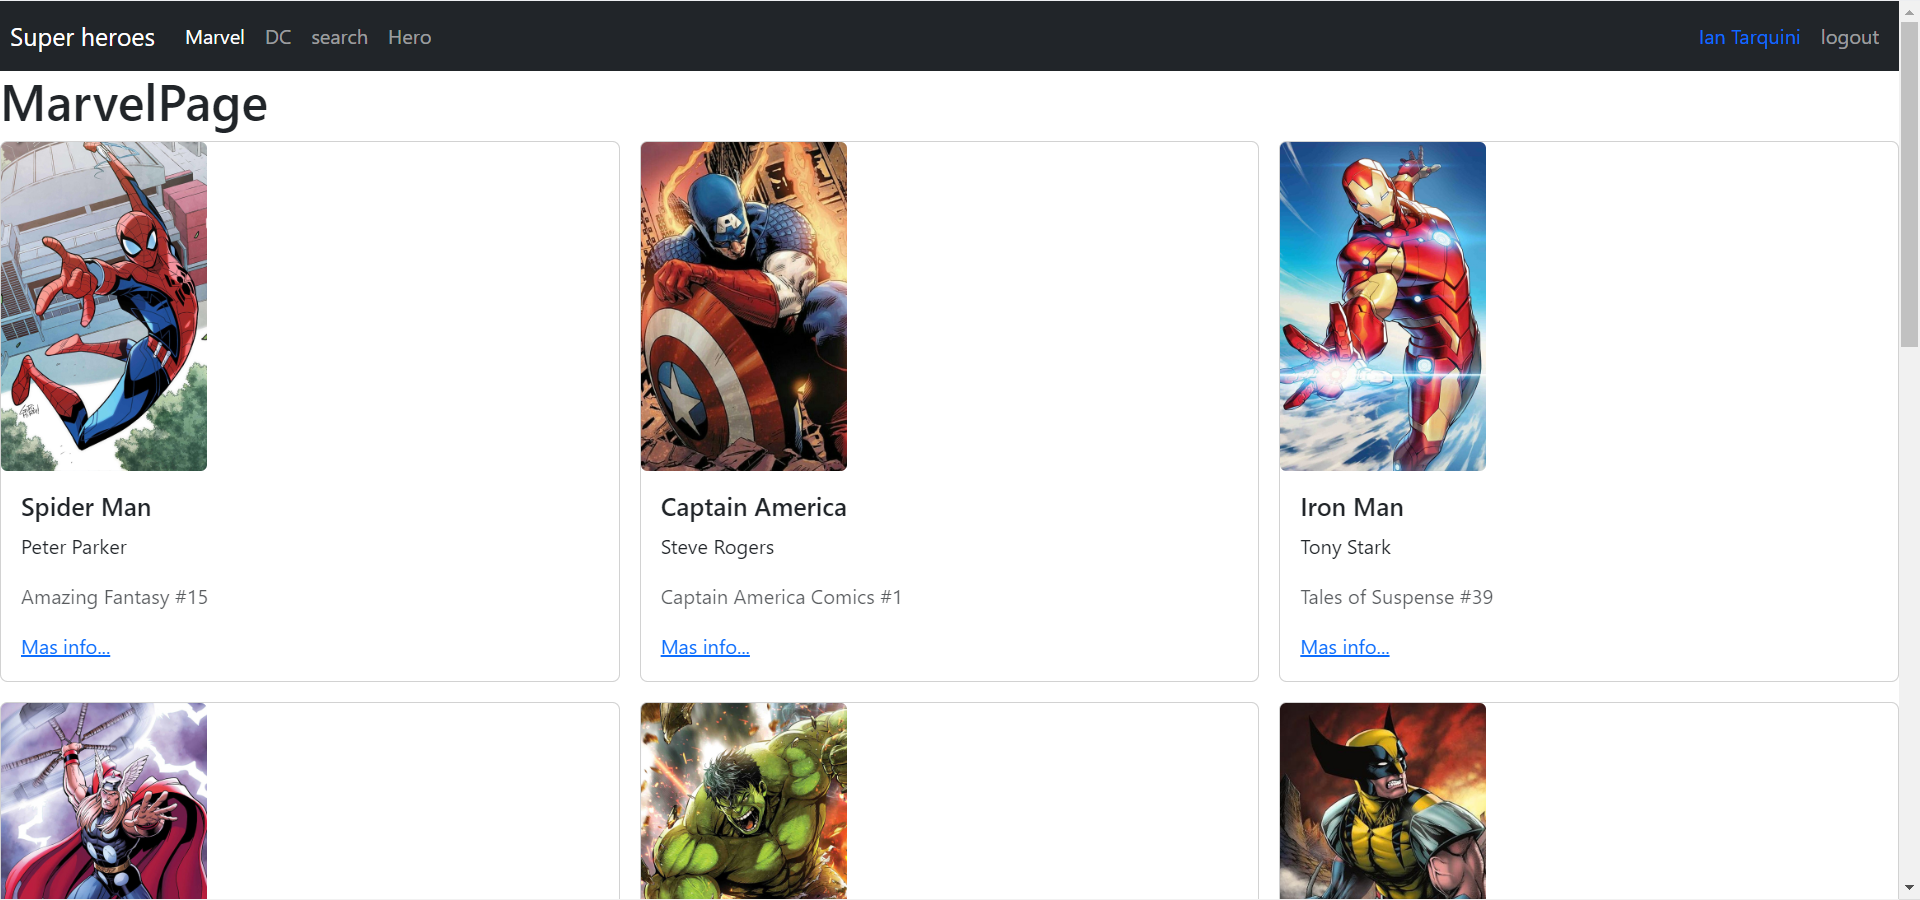 Super heroes Marvel DC search Hero Ian Tarquini logout
MarvelPage
Spider Man
Peter Parker
Amazing Fantasy #15
Mas info...
Captain America
Steve Rogers
Captain America Comics #1
Mas info...
Iron Man
Tony Stark
Tales of Suspense #39
Mas info...